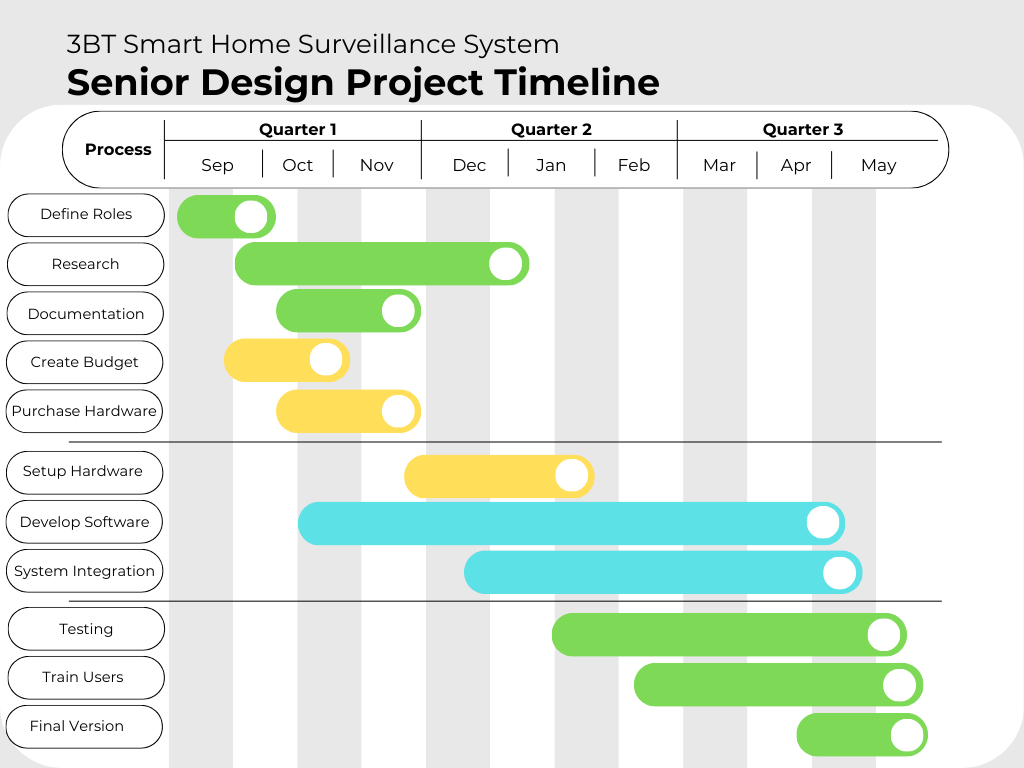 3BT Smart Home Surveillance System
Senior Design Project Timeline
Process
Quarter 1
Quarter 2
Quarter 3
Sep
Oct
Nov
Dec
Jan
Feb
Mar
Apr
May
Define Roles
Research
Documentation
Create Budget
Purchase Hardware
Setup Hardware
Develop Software
System Integration
Testing
Train Users
Final Version